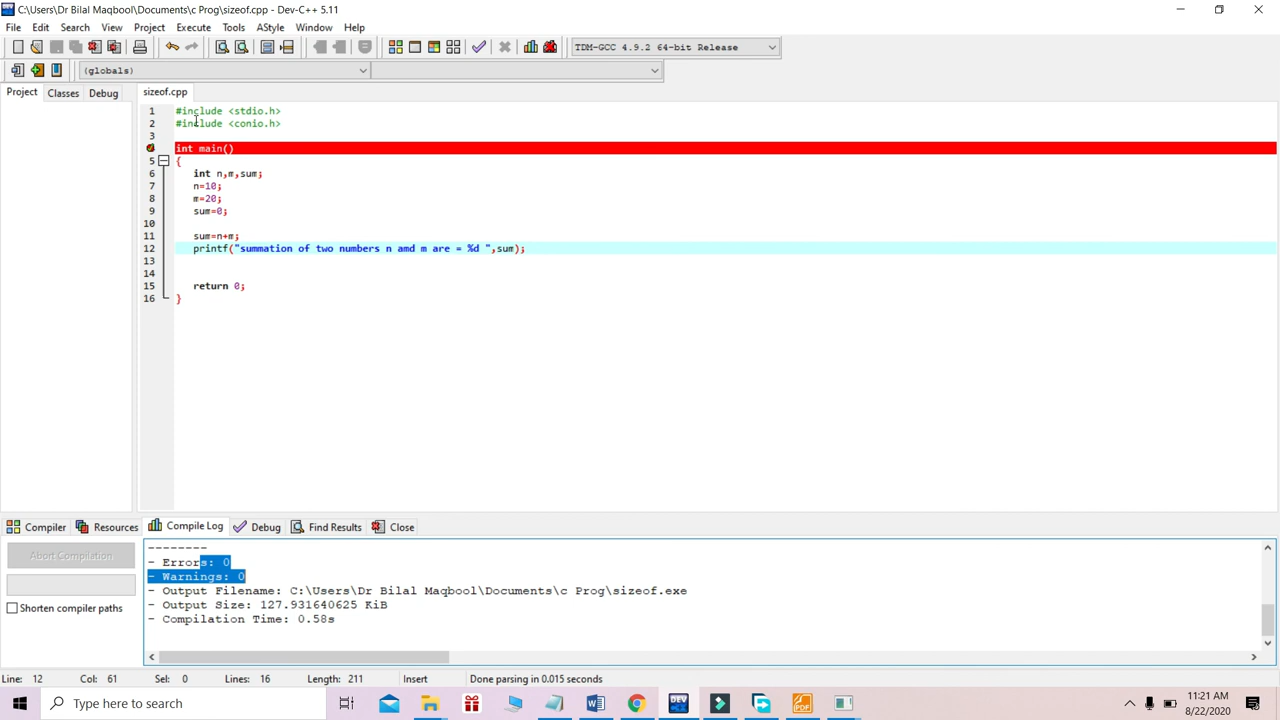 C:\Users\Dr Bilal Maqbool\Documents\c Prog\sizeof.cpp - Dev-C++ 5.11
File Edit Search View Project Execute Tools AStyle Window Help
TDM-GCC 4.9.2 64-bit Release
(globals)
Project Classes Debug
sizeof.cpp
1 #include <stdio.h>
2 #include <conio.h>
3
int main()
5 {
6 int n,m,sum;
7 n=10;
8 m=20;
9 sum=0;
10
11 sum=n+m;
12 printf("summation of two numbers n amd m are = %d ",sum);
13
14
15 return 0;
16 }
Compiler Resources Compile Log Debug Find Results Close
Abort Compilation
Shorten compiler paths
--------
- Errors: 0
- Warnings: 0
- Output Filename: C:\Users\Dr Bilal Maqbool\Documents\c Prog\sizeof.exe
- Output Size: 127.931640625 KiB
- Compilation Time: 0.58s
Line: 12 Col: 61 Sel: 0 Lines: 16 Length: 211 Insert Done parsing in 0.015 seconds
Type here to search
11:21 AM
8/22/2020